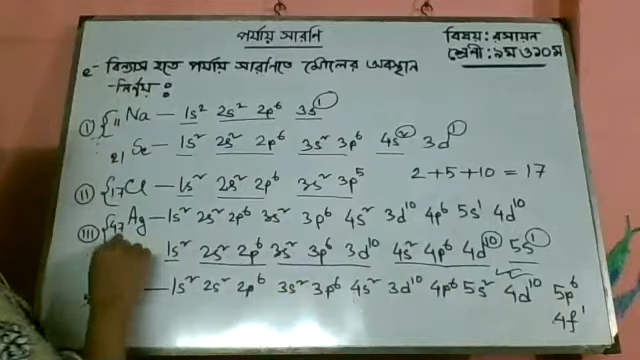 পর্যায় সারনি
বিষয়: রসায়ন
শ্রেণী: ৯ম ও ১০ম
e- বিন্যাস হতে পর্যায় সারনিতে মৌলের অবস্থান
-নির্ণয় :
(i) { 11Na — 1s² 2s² 2p⁶ 3s¹
21Sc — 1s² 2s² 2p⁶ 3s² 3p⁶ 4s² 3d¹
2+5+10 = 17
(ii) { 17Cl — 1s² 2s² 2p⁶ 3s² 3p⁵
(iii) { 47Ag — 1s² 2s² 2p⁶ 3s² 3p⁶ 4s² 3d¹⁰ 4p⁶ 5s¹ 4d¹⁰
1s² 2s² 2p⁶ 3s² 3p⁶ 3d¹⁰ 4s² 4p⁶ 4d¹⁰ 5s¹
— 1s² 2s² 2p⁶ 3s² 3p⁶ 4s² 3d¹⁰ 4p⁶ 5s² 4d¹⁰ 5p⁶
4f¹